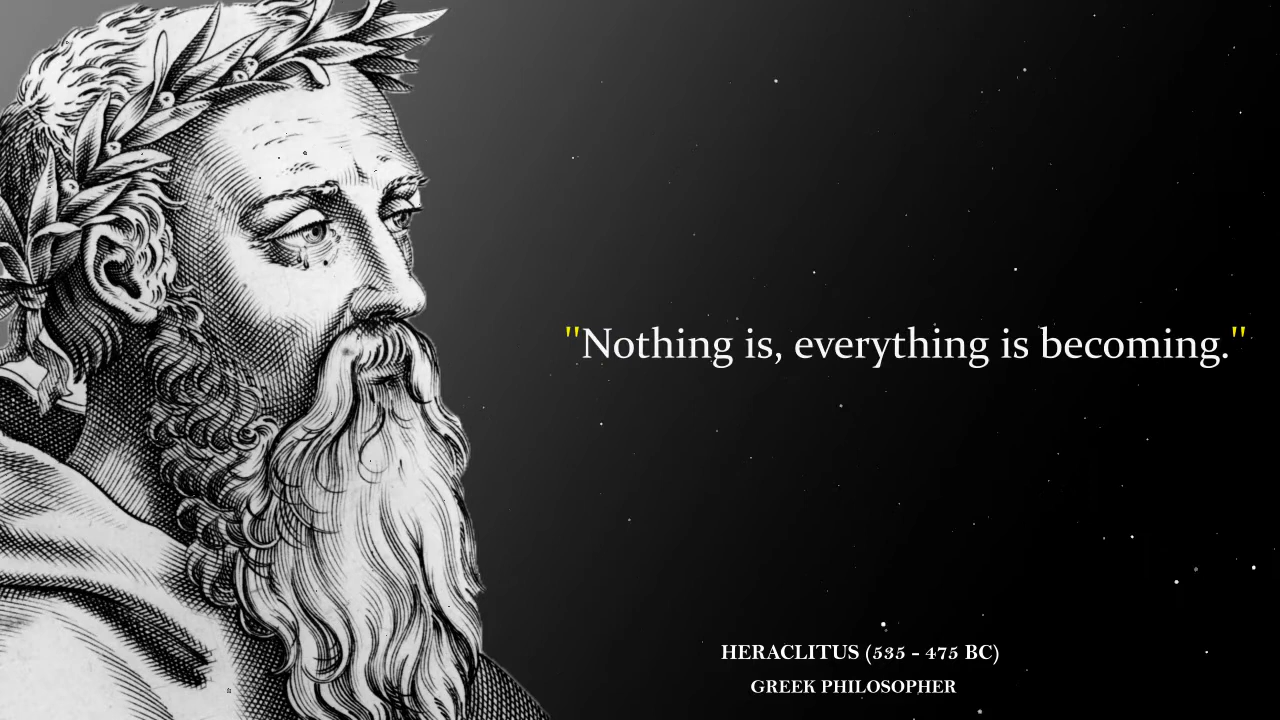 "Nothing is, everything is becoming."
HERACLITUS (535 - 475 BC)
GREEK PHILOSOPHER